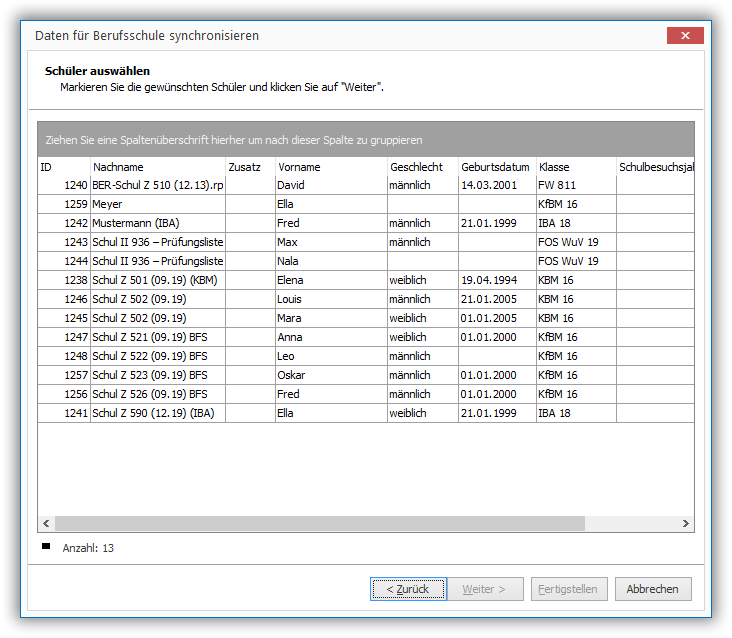 Daten für Berufsschule synchronisieren
Schüler auswählen
Markieren Sie die gewünschten Schüler und klicken Sie auf "Weiter".
Ziehen Sie eine Spaltenüberschrift hierher um nach dieser Spalte zu gruppieren
ID Nachname Zusatz Vorname Geschlecht Geburtsdatum Klasse Schulbesuchsjal
1240 BER-Schul Z 510 (12.13).rp David männlich 14.03.2001 FW 811
1259 Meyer Ella KfBM 16
1242 Mustermann (IBA) Fred männlich 21.01.1999 IBA 18
1243 Schul II 936 – Prüfungsliste Max männlich FOS WuV 19
1244 Schul II 936 – Prüfungsliste Nala FOS WuV 19
1238 Schul Z 501 (09.19) (KBM) Elena weiblich 19.04.1994 KBM 16
1246 Schul Z 502 (09.19) Louis männlich 21.01.2005 KBM 16
1245 Schul Z 502 (09.19) Mara weiblich 01.01.2005 KBM 16
1247 Schul Z 521 (09.19) BFS Anna weiblich 01.01.2000 KfBM 16
1248 Schul Z 522 (09.19) BFS Leo männlich KfBM 16
1257 Schul Z 523 (09.19) BFS Oskar männlich 01.01.2000 KfBM 16
1256 Schul Z 526 (09.19) BFS Fred männlich 01.01.2000 KfBM 16
1241 Schul Z 590 (12.19) (IBA) Ella weiblich 21.01.1999 IBA 18
Anzahl: 13
< Zurück Weiter > Fertigstellen Abbrechen